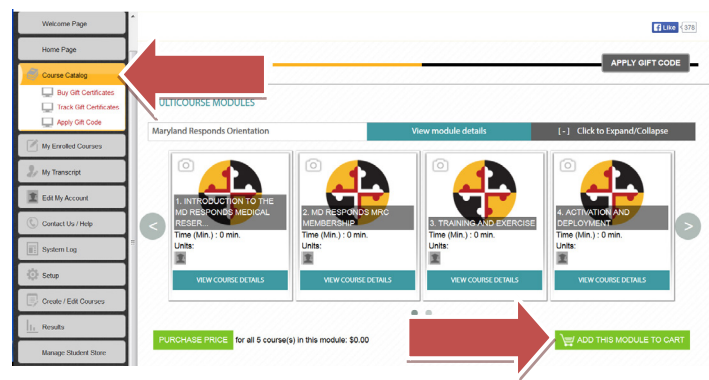 Welcome Page
Home Page
Course Catalog
Buy Gift Certificates
Track Gift Certificates
Apply Gift Code
My Enrolled Courses
My Transcript
Edit My Account
Contact Us / Help
System Log
Setup
Create / Edit Courses
Results
Manage Student Store
Like 378
APPLY GIFT CODE
ULTICOURSE MODULES
Maryland Responds Orientation
View module details
[ - ] Click to Expand/Collapse
1. INTRODUCTION TO THE
MD RESPONDS MEDICAL
RESER...
Time (Min.) : 0 min.
Units:
VIEW COURSE DETAILS
2. MD RESPONDS MRC
MEMBERSHIP
Time (Min.) : 0 min.
Units:
VIEW COURSE DETAILS
3. TRAINING AND EXERCISE
Time (Min.) : 0 min.
Units:
VIEW COURSE DETAILS
4. ACTIVATION AND
DEPLOYMENT
Time (Min.) : 0 min.
Units:
VIEW COURSE DETAILS
< >
PURCHASE PRICE for all 5 course(s) in this module: $0.00
ADD THIS MODULE TO CART